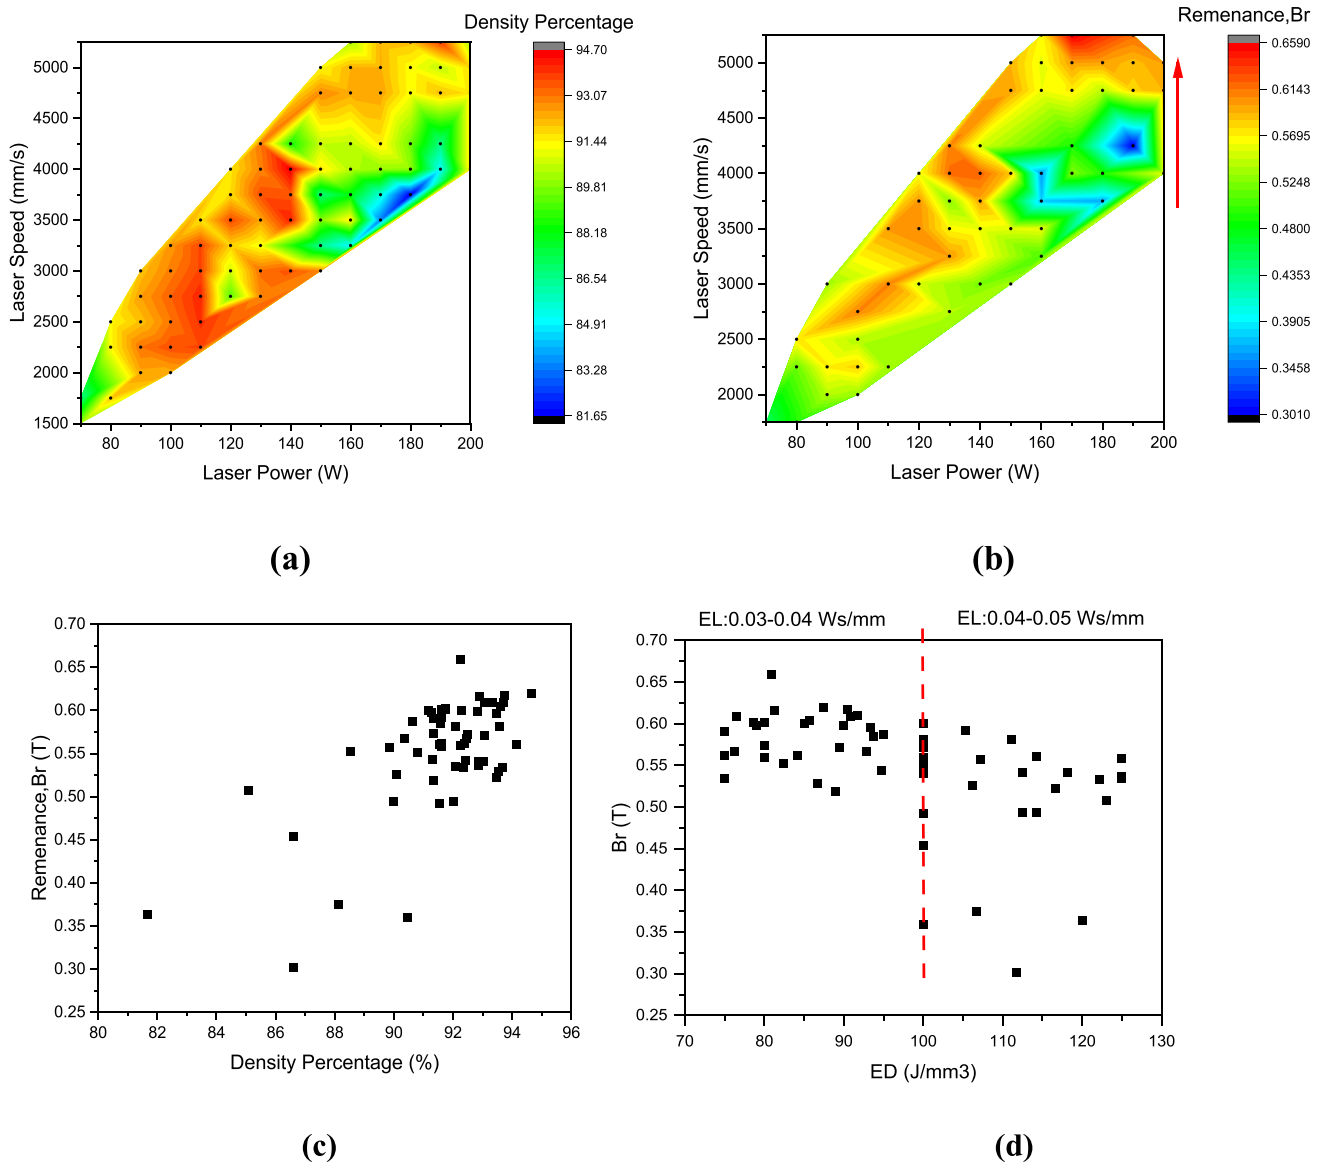 Density Percentage
94.70
93.07
91.44
89.81
88.18
86.54
84.91
83.28
81.65
5000
4500
4000
3500
3000
2500
2000
1500
80 100 120 140 160 180 200
Laser Speed (mm/s)
Laser Power (W)
(a)
Remenance,Br
0.6590
0.6143
0.5695
0.5248
0.4800
0.4353
0.3905
0.3458
0.3010
5000
4500
4000
3500
3000
2500
2000
80 100 120 140 160 180 200
Laser Speed (mm/s)
Laser Power (W)
(b)
0.70
0.65
0.60
0.55
0.50
0.45
0.40
0.35
0.30
0.25
80 82 84 86 88 90 92 94 96
Remenance,Br (T)
Density Percentage (%)
(c)
EL:0.03-0.04 Ws/mm EL:0.04-0.05 Ws/mm
0.70
0.65
0.60
0.55
0.50
0.45
0.40
0.35
0.30
0.25
70 80 90 100 110 120 130
Br (T)
ED (J/mm3)
(d)